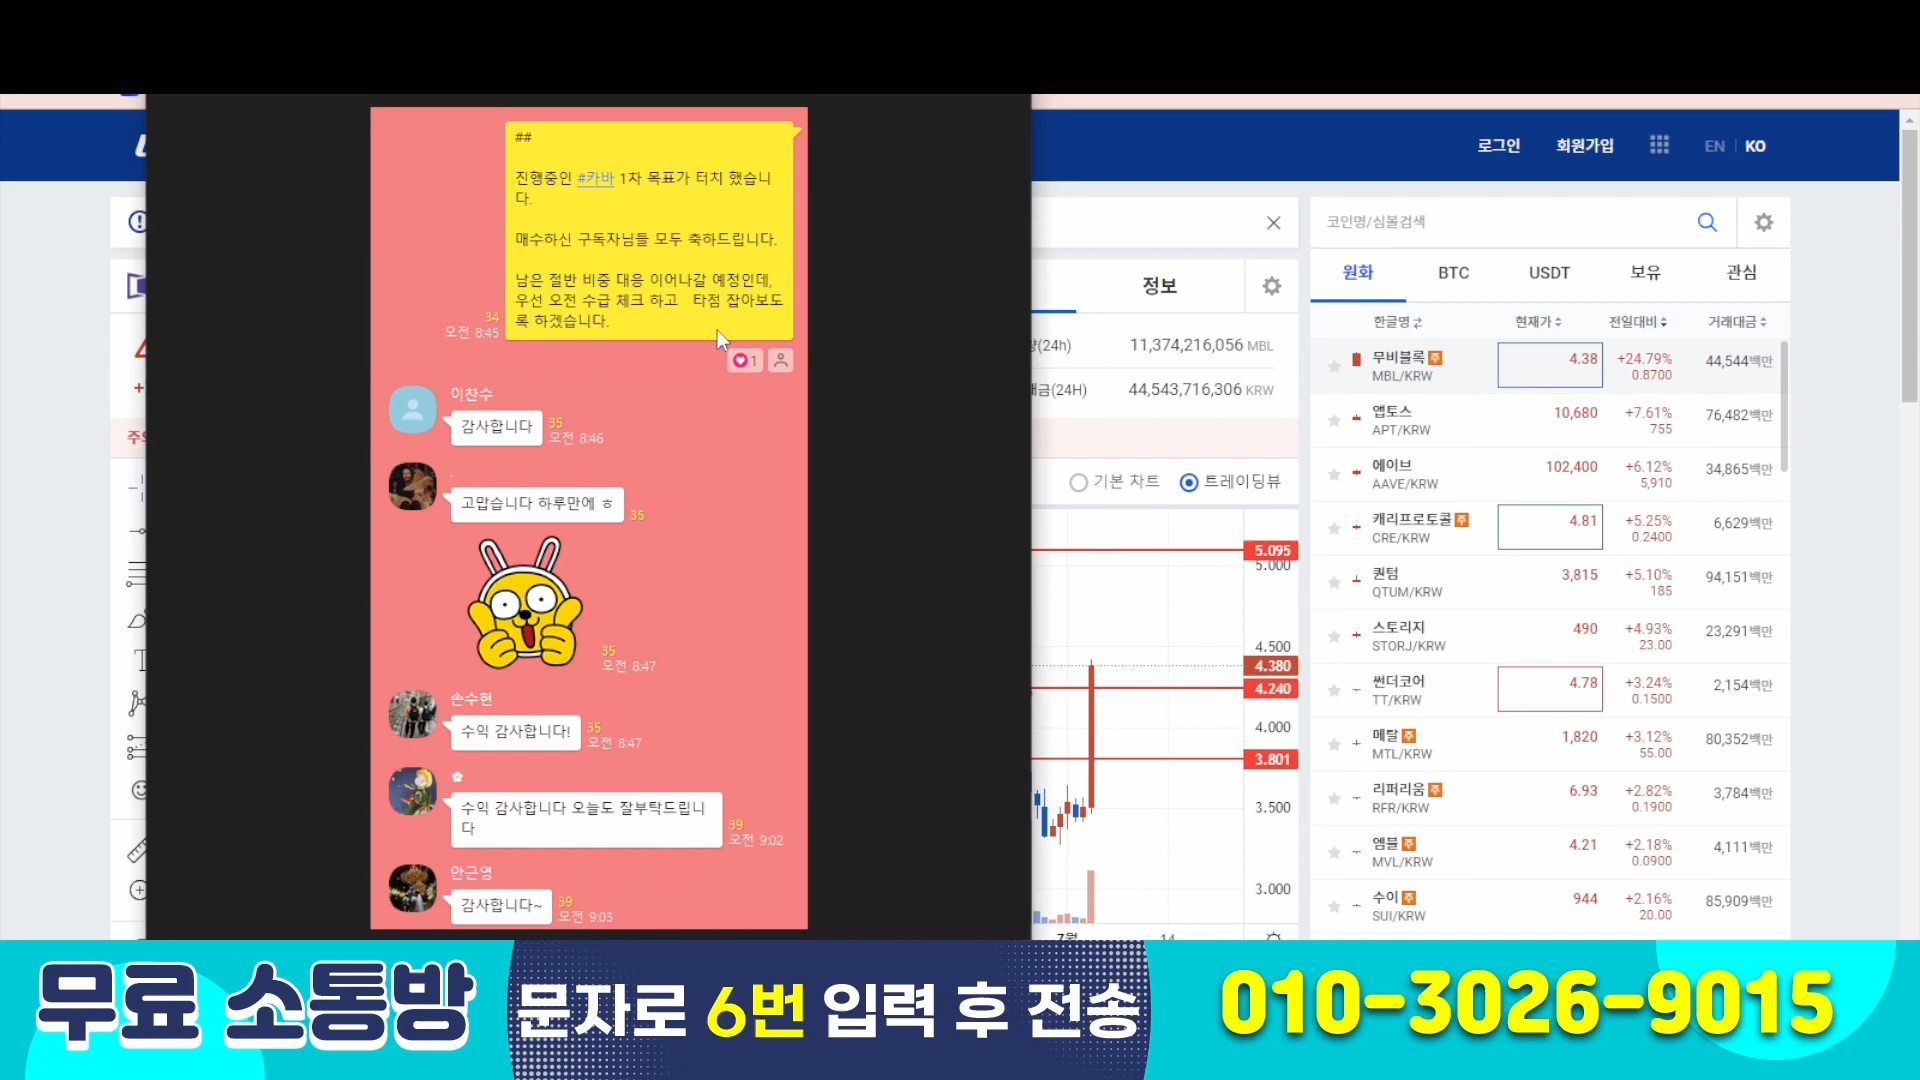 로그인 회원가입 EN KO
##
진행중인 #카바 1차 목표가 터치 했습니
다.
매수하신 구독자님들 모두 축하드립니다.
남은 절반 비중 대응 이어나갈 예정인데,
우선 오전 수급 체크 하고 타점 잡아보도
록 하겠습니다.
34
오전 8:45
1
이찬수
감사합니다
35
오전 8:46
.
고맙습니다 하루만에 ㅎ
35
35
오전 8:47
손수현
수익 감사합니다!
35
오전 8:47
수익 감사합니다 오늘도 잘부탁드립니
다
39
오전 9:02
안근영
감사합니다~
39
오전 9:03
정보
(24h) 11,374,216,056 MBL
금(24H) 44,543,716,306 KRW
기본 차트 트레이딩뷰
5.095
5.000
4.500
4.380
4.240
4.000
3.801
3.500
3.000
7월 14
코인명/심볼검색
원화 BTC USDT 보유 관심
한글명 현재가 전일대비 거래대금
무비블록 주 4.38 +24.79% 44,544백만
MBL/KRW 0.8700
앱토스 10,680 +7.61% 76,482백만
APT/KRW 755
에이브 102,400 +6.12% 34,865백만
AAVE/KRW 5,910
캐리프로토콜 주 4.81 +5.25% 6,629백만
CRE/KRW 0.2400
퀀텀 3,815 +5.10% 94,151백만
QTUM/KRW 185
스토리지 490 +4.93% 23,291백만
STORJ/KRW 23.00
썬더코어 4.78 +3.24% 2,154백만
TT/KRW 0.1500
메탈 주 1,820 +3.12% 80,352백만
MTL/KRW 55.00
리퍼리움 주 6.93 +2.82% 3,784백만
RFR/KRW 0.1900
엠블 주 4.21 +2.18% 4,111백만
MVL/KRW 0.0900
수이 주 944 +2.16% 85,909백만
SUI/KRW 20.00
무료 소통방 문자로 6번 입력 후 전송 010-3026-9015